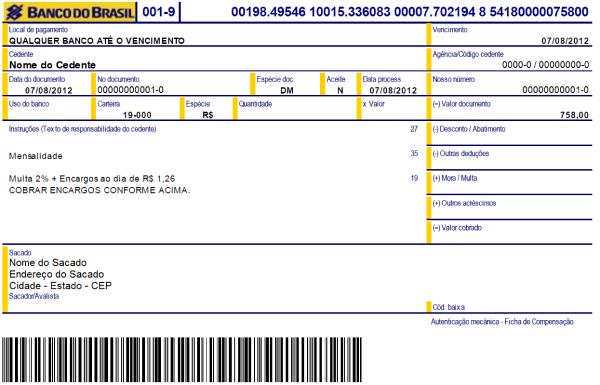 BANCO DO BRASIL 001-9 00198.49546 10015.336083 00007.702194 8 54180000075800
Local de pagamento Vencimento
QUALQUER BANCO ATÉ O VENCIMENTO 07/08/2012
Cedente Agência/Código cedente
Nome do Cedente 0000-0 / 00000000-0
Data do documento No documento Espécie doc. Aceite Data process Nosso número
07/08/2012 00000000001-0 DM N 07/08/2012 00000000001-0
Uso do banco Carteira Espécie Quantidade x Valor (=) Valor documento
19-000 R$ 758,00
Instruções (Texto de responsabilidade do cedente) 27 (-) Desconto / Abatimento
Mensalidade 35 (-) Outras deduções
Multa 2% + Encargos ao dia de R$ 1,26 19 (+) Mora / Multa
COBRAR ENCARGOS CONFORME ACIMA.
(+) Outros acréscimos
(=) Valor cobrado
Sacado
Nome do Sacado
Endereço do Sacado
Cidade - Estado - CEP
Sacador/Avalista
Cód. baixa
Autenticação mecânica - Ficha de Compensação